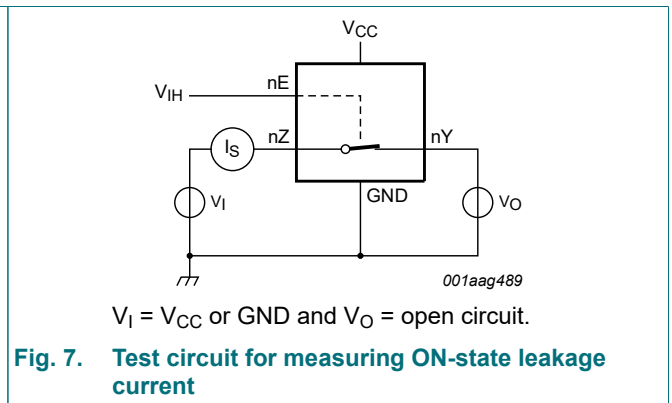 VCC
nE
VIH
IS
nZ
nY
GND
VI
VO
001aag489
VI = VCC or GND and VO = open circuit.
Fig. 7. Test circuit for measuring ON-state leakage
current